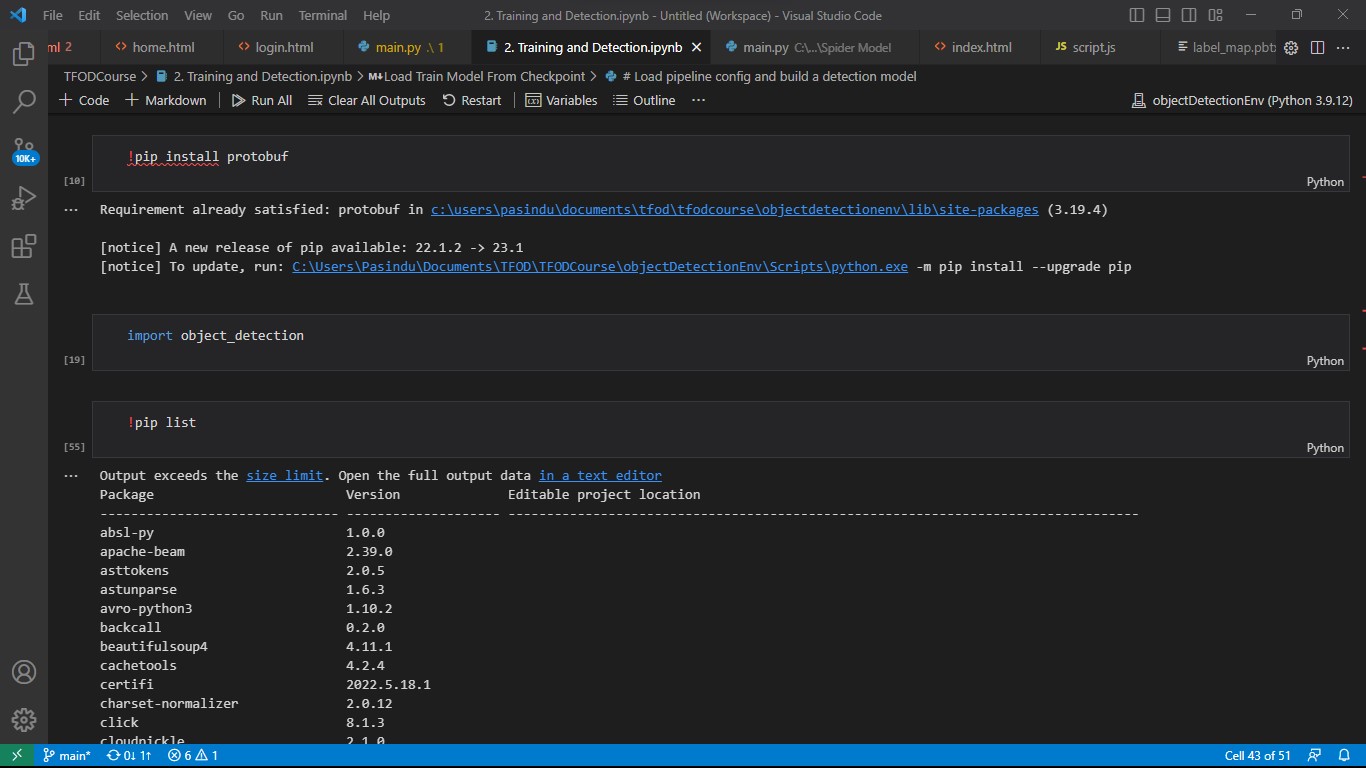 File Edit Selection View Go Run Terminal Help 2. Training and Detection.ipynb - Untitled (Workspace) - Visual Studio Code
ml 2 home.html login.html main.py .\ 1 2. Training and Detection.ipynb main.py C:\...\Spider Model index.html JS script.js label_map.pbt
TFODCourse > 2. Training and Detection.ipynb > M↓Load Train Model From Checkpoint > # Load pipeline config and build a detection model
+ Code + Markdown Run All Clear All Outputs Restart Variables Outline ... objectDetectionEnv (Python 3.9.12)
10K+
!pip install protobuf
[10] Python
... Requirement already satisfied: protobuf in c:\users\pasindu\documents\tfod\tfodcourse\objectdetectionenv\lib\site-packages (3.19.4)
[notice] A new release of pip available: 22.1.2 -> 23.1
[notice] To update, run: C:\Users\Pasindu\Documents\TFOD\TFODCourse\objectDetectionEnv\Scripts\python.exe -m pip install --upgrade pip
import object_detection
[19] Python
!pip list
[55] Python
... Output exceeds the size limit. Open the full output data in a text editor
Package Version Editable project location
------------------------------- -------------------- ----------------------------------------------------------------------------------
absl-py 1.0.0
apache-beam 2.39.0
asttokens 2.0.5
astunparse 1.6.3
avro-python3 1.10.2
backcall 0.2.0
beautifulsoup4 4.11.1
cachetools 4.2.4
certifi 2022.5.18.1
charset-normalizer 2.0.12
click 8.1.3
cloudpickle 2.1.0
main* 0↓ 1↑ 6 1 Cell 43 of 51